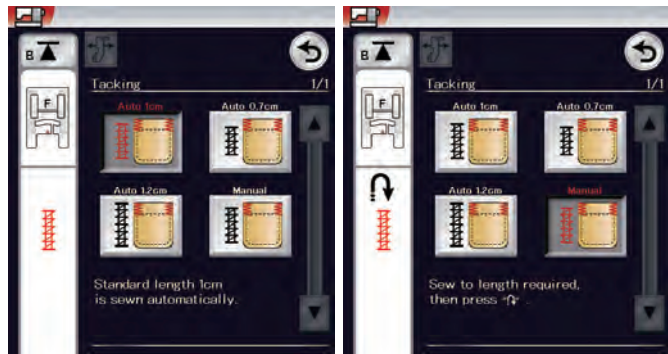 B
F
Tacking 1/1
Auto 1cm Auto 0.7cm
Auto 1.2cm Manual
Standard length 1cm
is sewn automatically.
B
F
Tacking 1/1
Auto 1cm Auto 0.7cm
Auto 1.2cm Manual
Sew to length required,
then press .